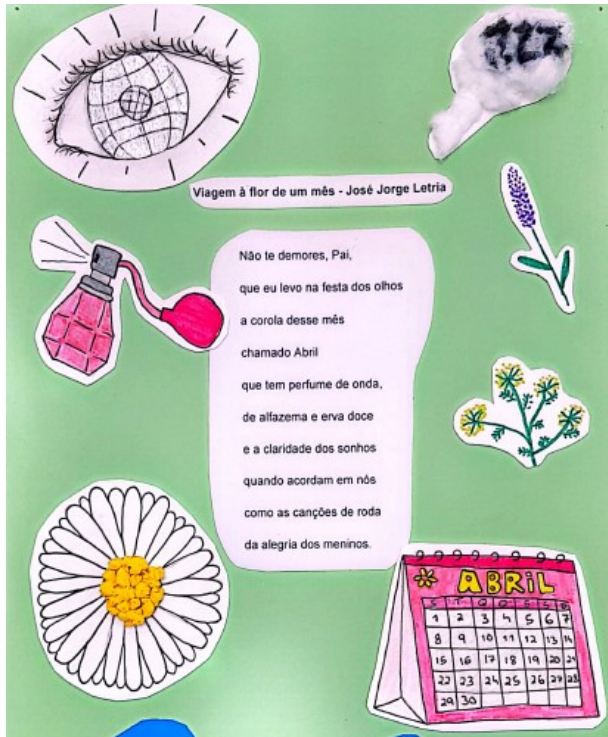 ZZZ
Viagem à flor de um mês - José Jorge Letria
Não te demores, Pai,
que eu levo na festa dos olhos
a corola desse mês
chamado Abril
que tem perfume de onda,
de alfazema e erva doce
e a claridade dos sonhos
quando acordam em nós
como as canções de roda
da alegria dos meninos.
ABRIL
S T Q Q S S D
1 2 3 4 5 6 7
8 9 10 11 12 13 14
15 16 17 18 19 20 21
22 23 24 25 26 27 28
29 30